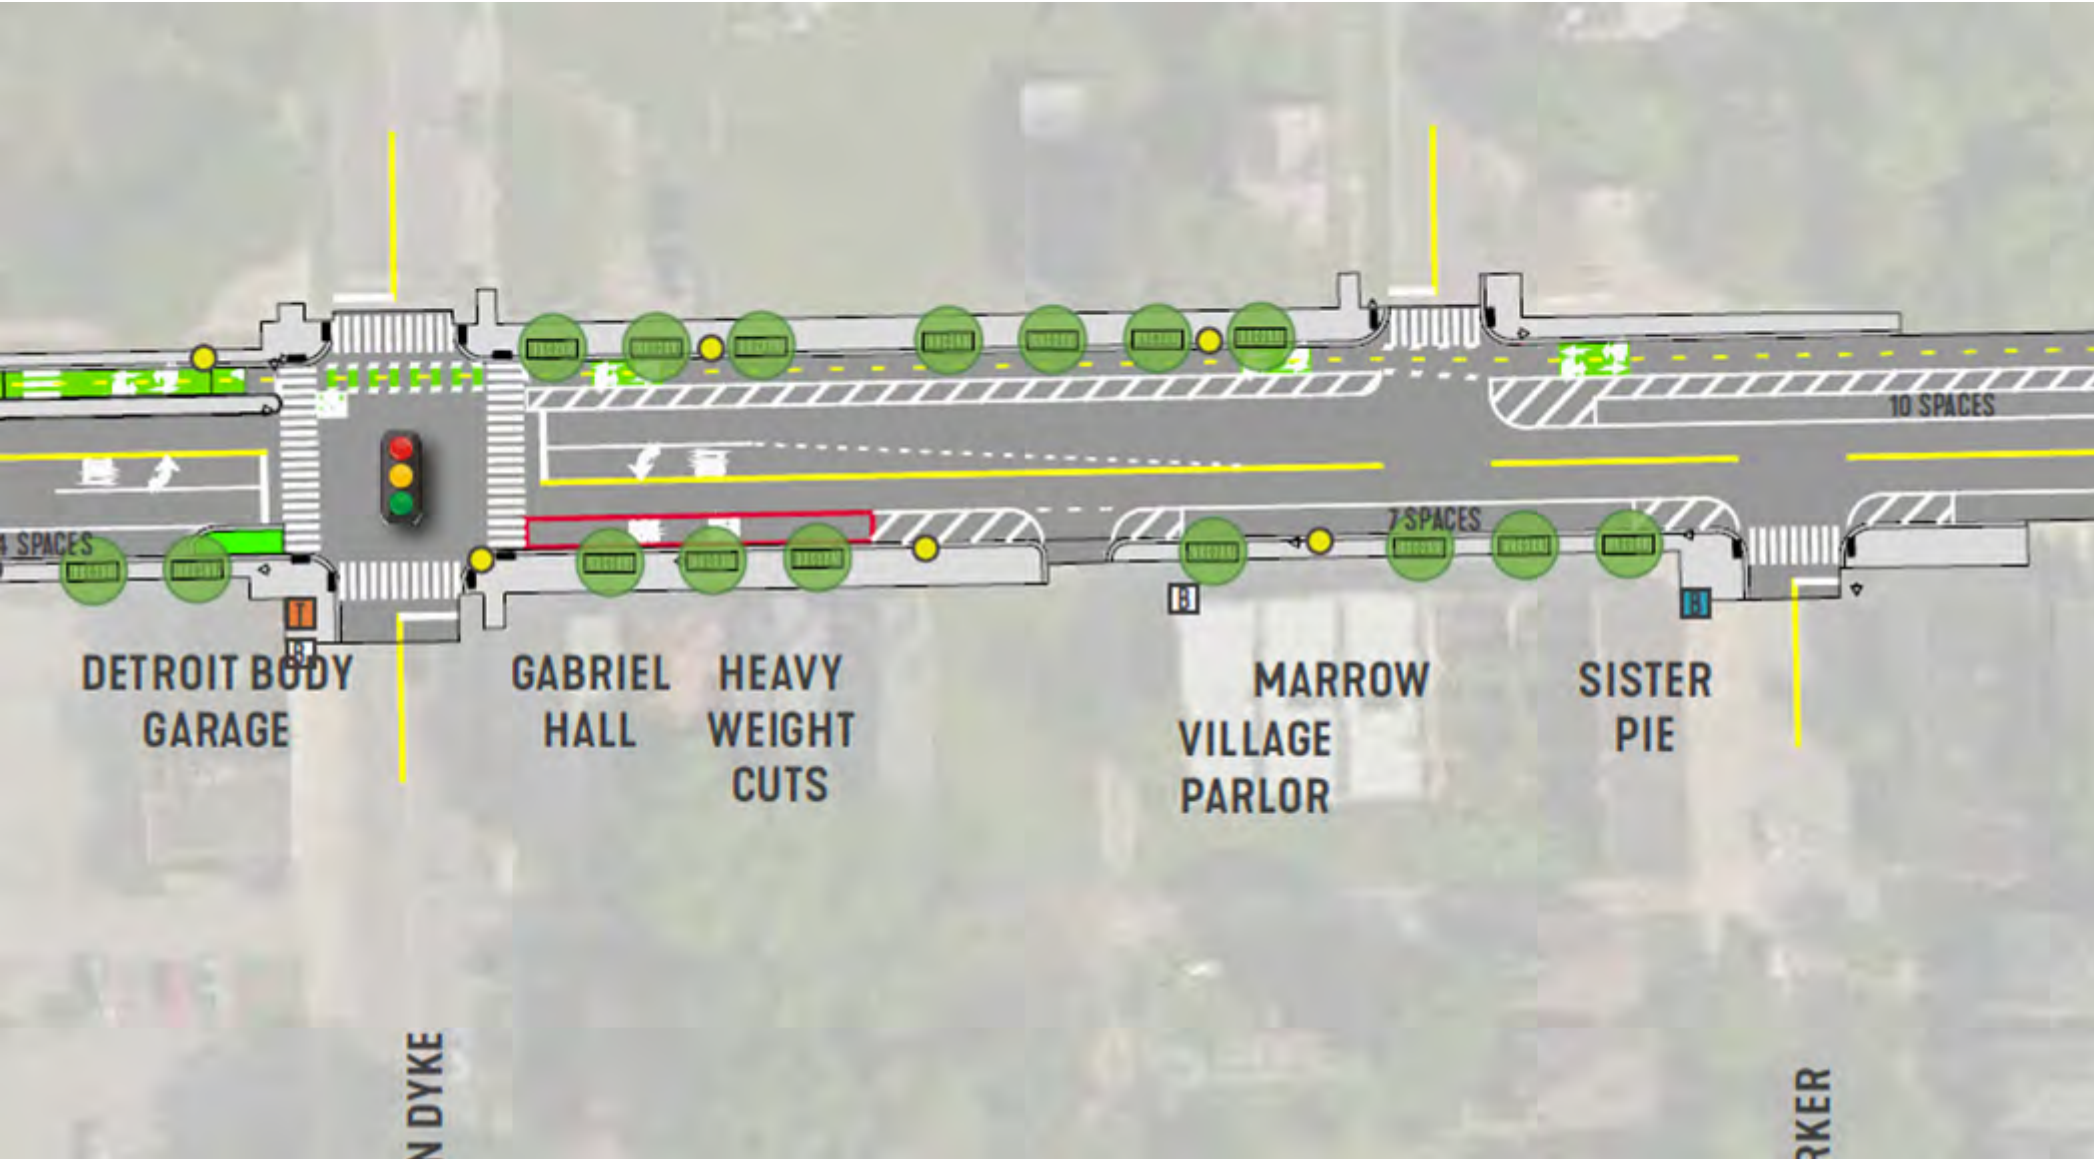 10 SPACES
7 SPACES
4 SPACES
T
B
B
B
DETROIT BODY
GARAGE
GABRIEL
HALL
HEAVY
WEIGHT
CUTS
MARROW
VILLAGE
PARLOR
SISTER
PIE
N DYKE
RKER